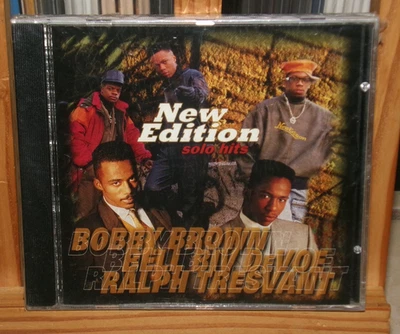 New
Edition
solo hits
BOBBY BROWN
BELL BIV DeVOE
RALPH TRESVANT